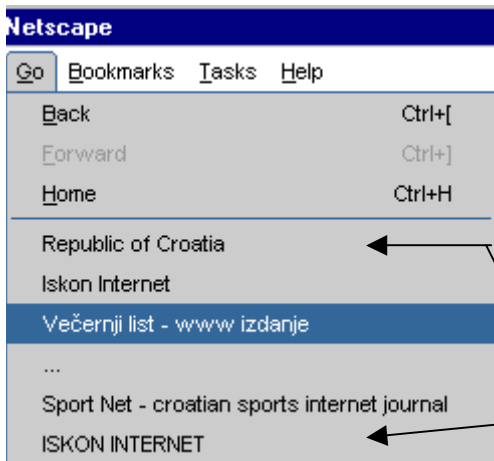 Netscape
Go Bookmarks Tasks Help
Back Ctrl+[
Forward Ctrl+]
Home Ctrl+H
Republic of Croatia
Iskon Internet
Večernji list - www izdanje
...
Sport Net - croatian sports internet journal
ISKON INTERNET